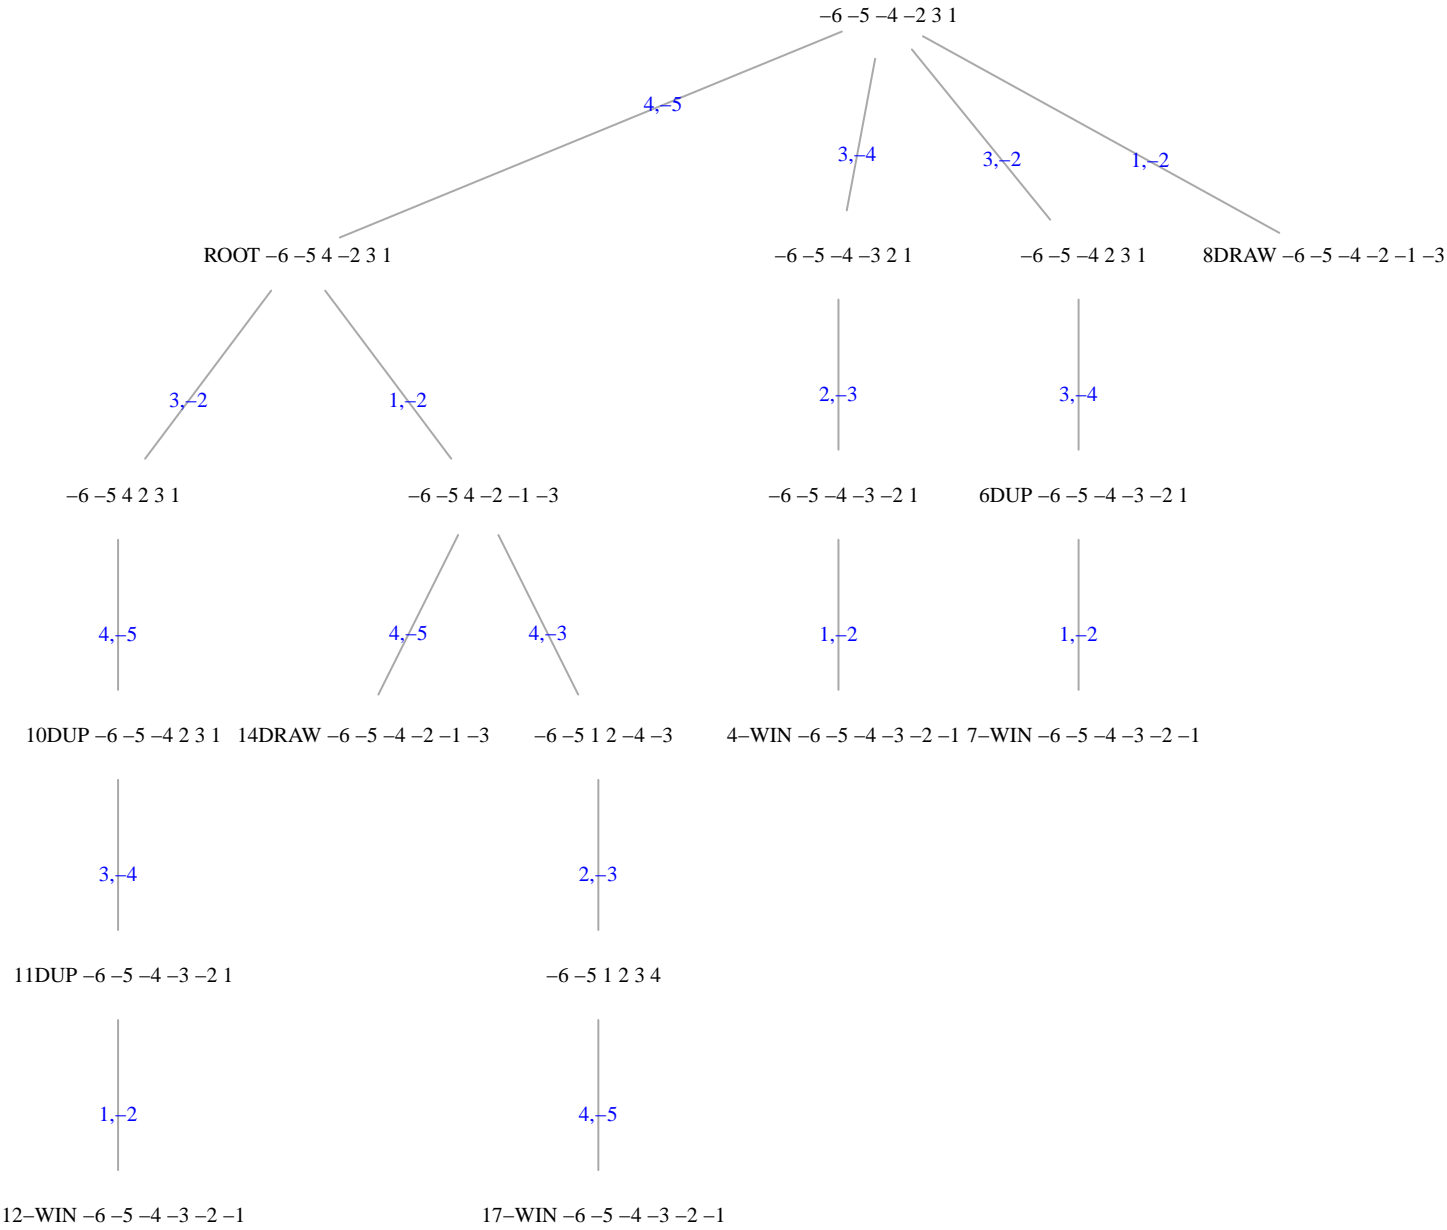 −6 −5 −4 −2 3 1
4,−5
3,−4
3,−2
1,−2
ROOT −6 −5 4 −2 3 1
−6 −5 −4 −3 2 1
−6 −5 −4 2 3 1
8DRAW −6 −5 −4 −2 −1 −3
3,−2
1,−2
2,−3
3,−4
−6 −5 4 2 3 1
−6 −5 4 −2 −1 −3
−6 −5 −4 −3 −2 1
6DUP −6 −5 −4 −3 −2 1
4,−5
4,−5
4,−3
1,−2
1,−2
10DUP −6 −5 −4 2 3 1
14DRAW −6 −5 −4 −2 −1 −3
−6 −5 1 2 −4 −3
4−WIN −6 −5 −4 −3 −2 −1
7−WIN −6 −5 −4 −3 −2 −1
3,−4
2,−3
11DUP −6 −5 −4 −3 −2 1
−6 −5 1 2 3 4
1,−2
4,−5
12−WIN −6 −5 −4 −3 −2 −1
17−WIN −6 −5 −4 −3 −2 −1